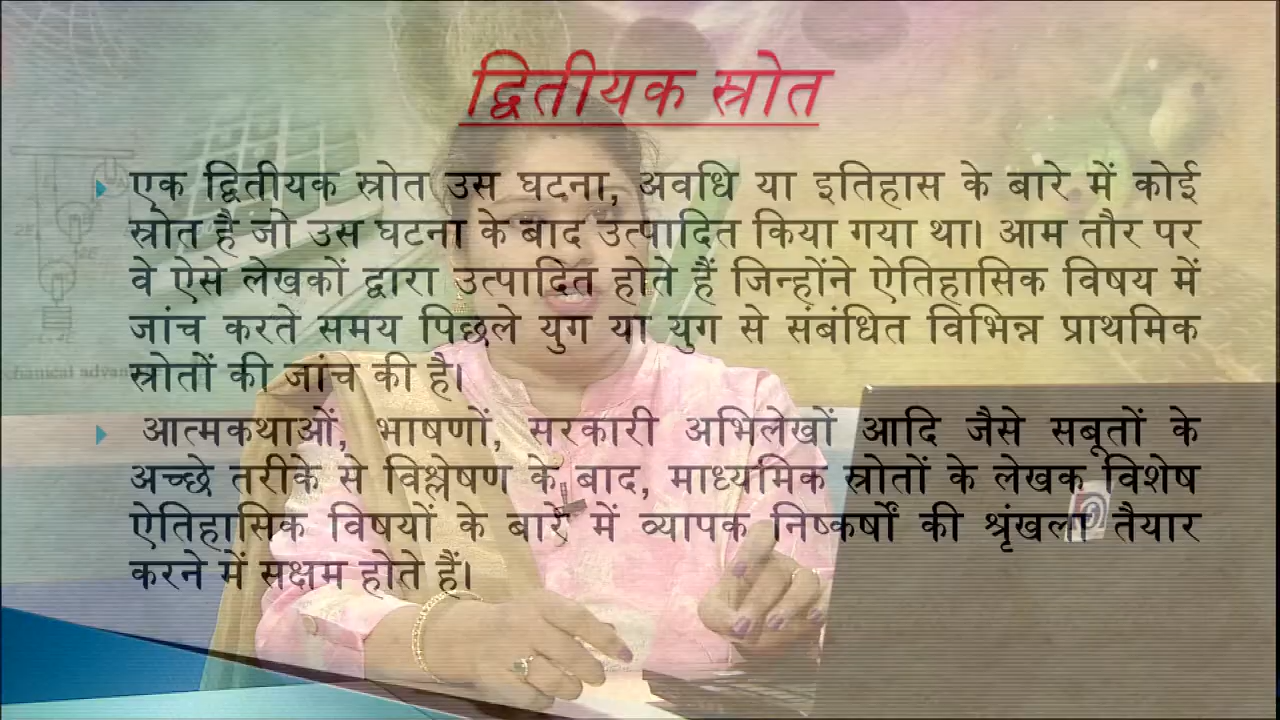 द्वितीयक स्रोत
एक द्वितीयक स्रोत उस घटना, अवधि या इतिहास के बारे में कोई
स्रोत है जो उस घटना के बाद उत्पादित किया गया था। आम तौर पर
वे ऐसे लेखकों द्वारा उत्पादित होते हैं जिन्होंने ऐतिहासिक विषय में
जांच करते समय पिछले युग या युग से संबंधित विभिन्न प्राथमिक
स्रोतों की जांच की है।
आत्मकथाओं, भाषणों, सरकारी अभिलेखों आदि जैसे सबूतों के
अच्छे तरीके से विश्लेषण के बाद, माध्यमिक स्रोतों के लेखक विशेष
ऐतिहासिक विषयों के बारे में व्यापक निष्कर्षों की श्रृंखला तैयार
करने में सक्षम होते हैं।